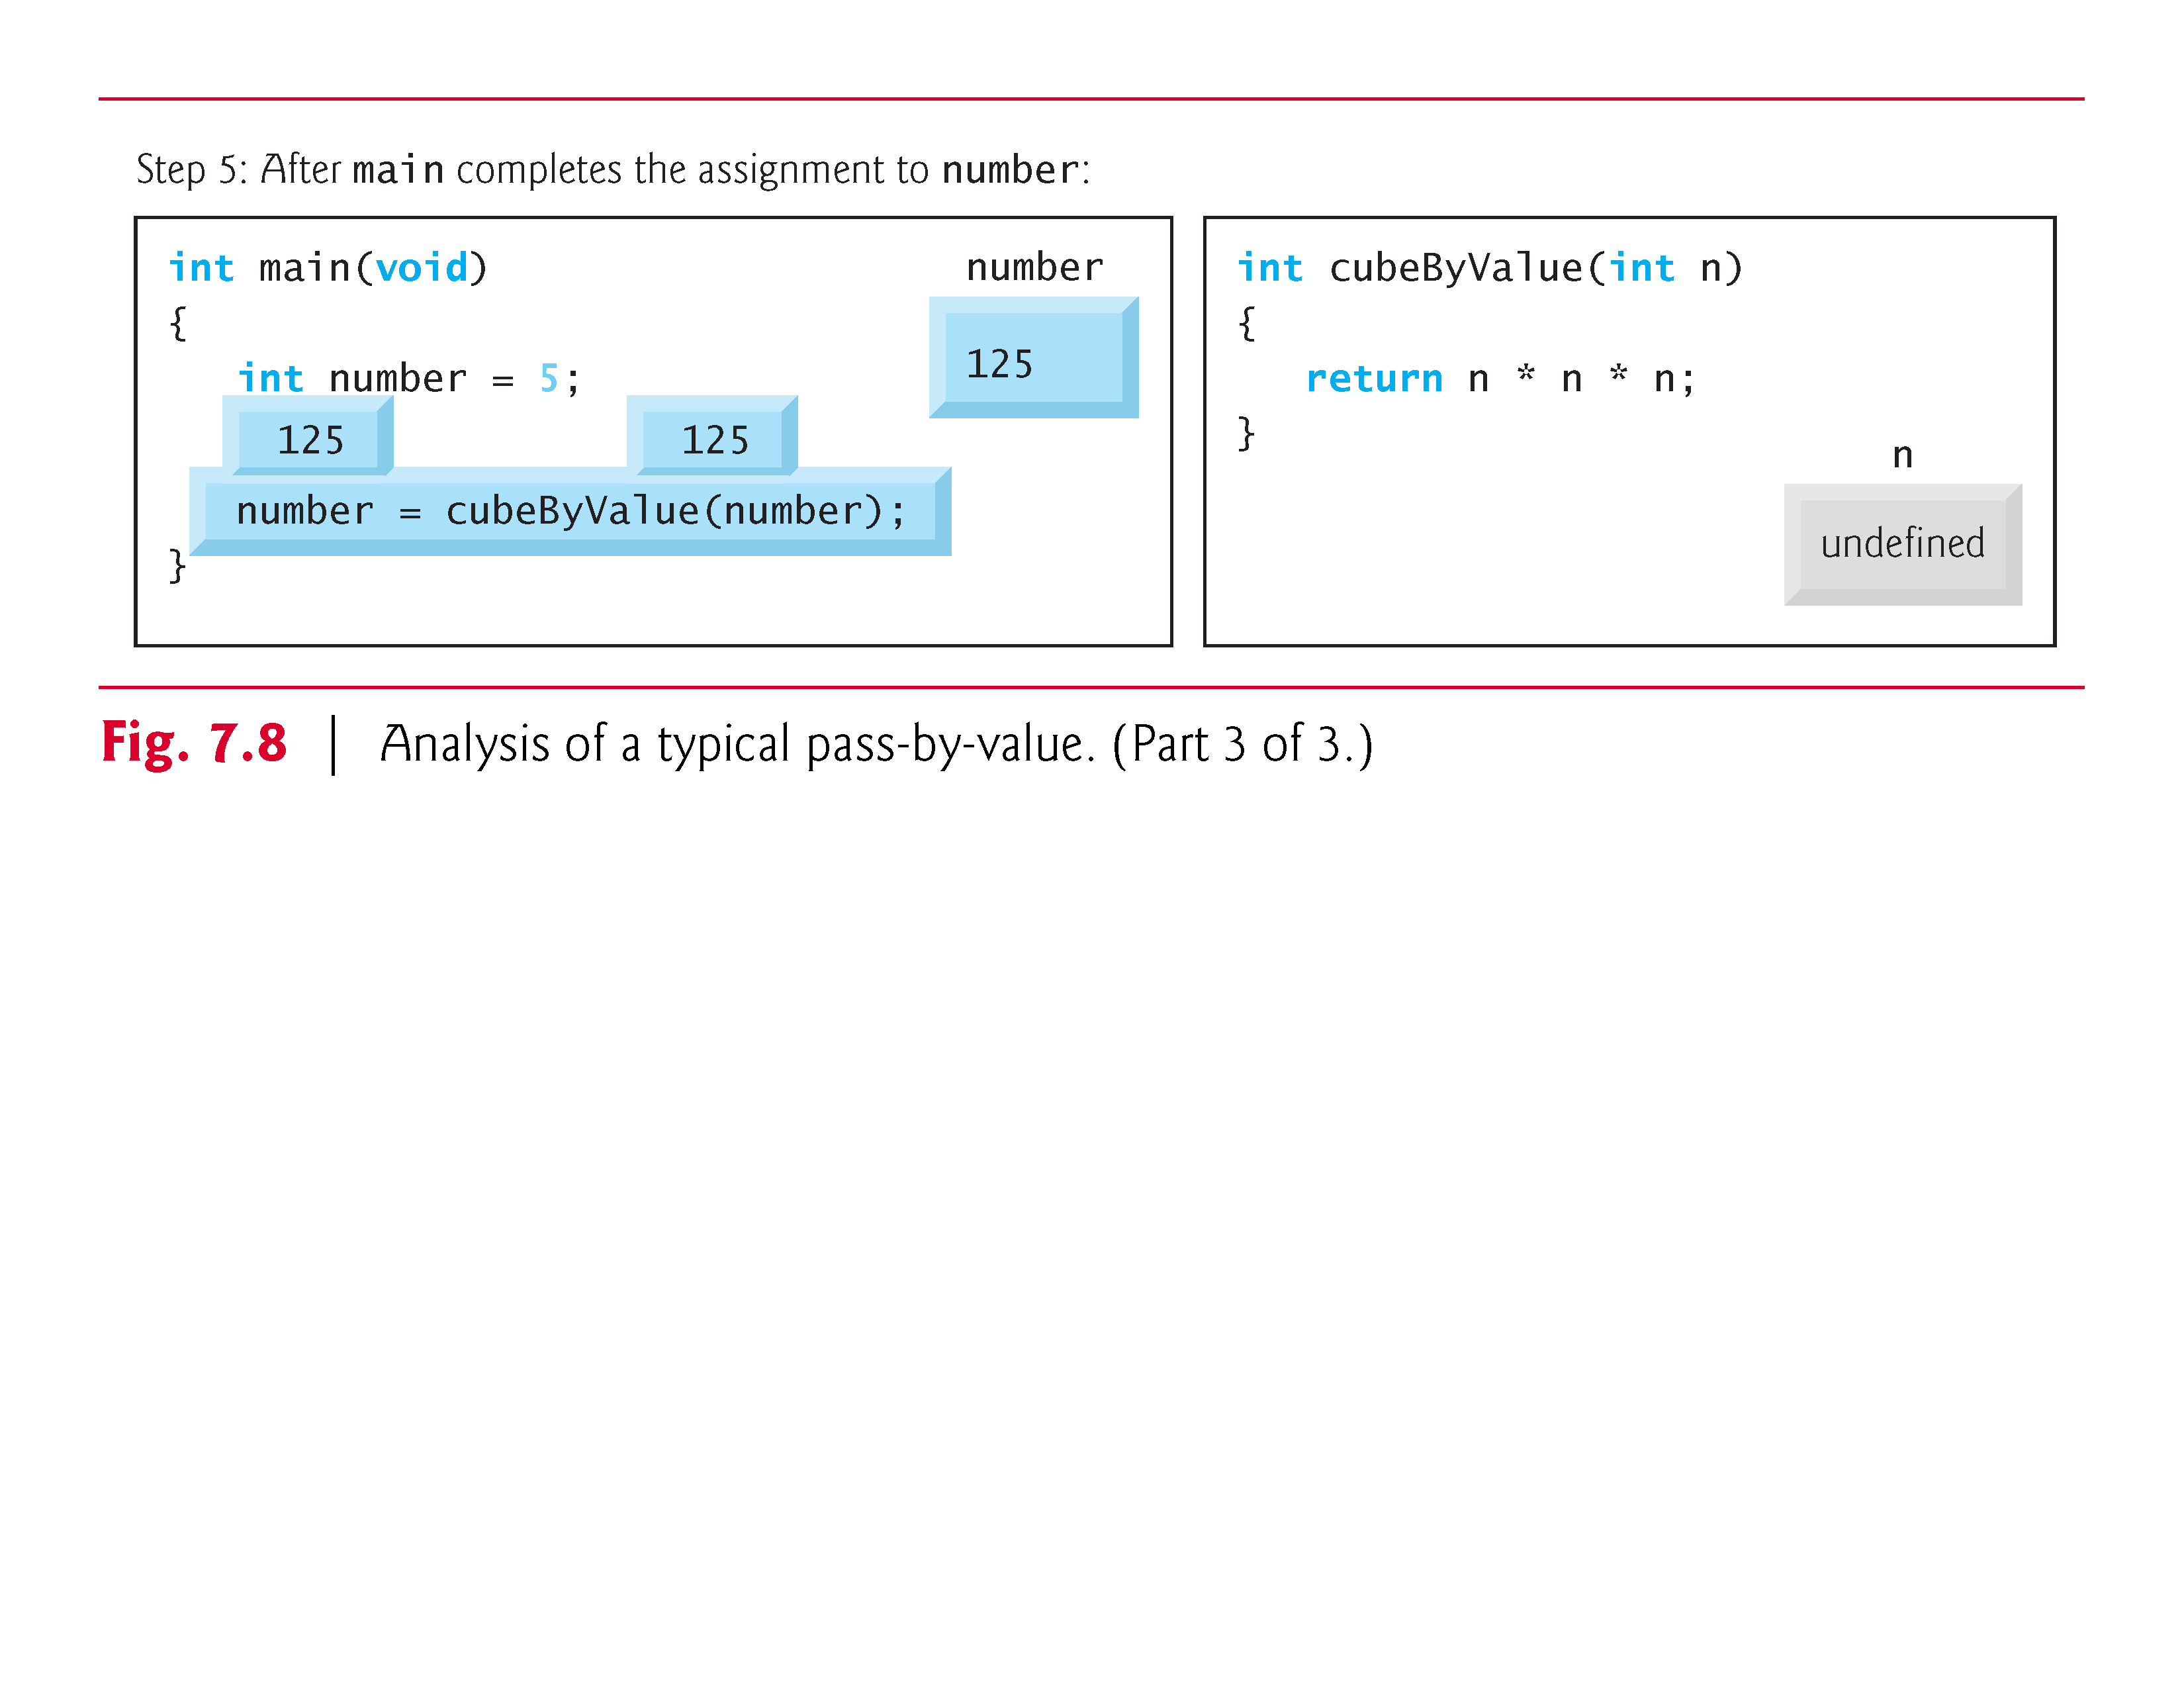 Step 5: After main completes the assignment to number:
int main(void)
{
int number = 5;
125 125
number = cubeByValue(number);
}
number
125
int cubeByValue(int n)
{
return n * n * n;
}
n
undefined
Fig. 7.8 | Analysis of a typical pass-by-value. (Part 3 of 3.)